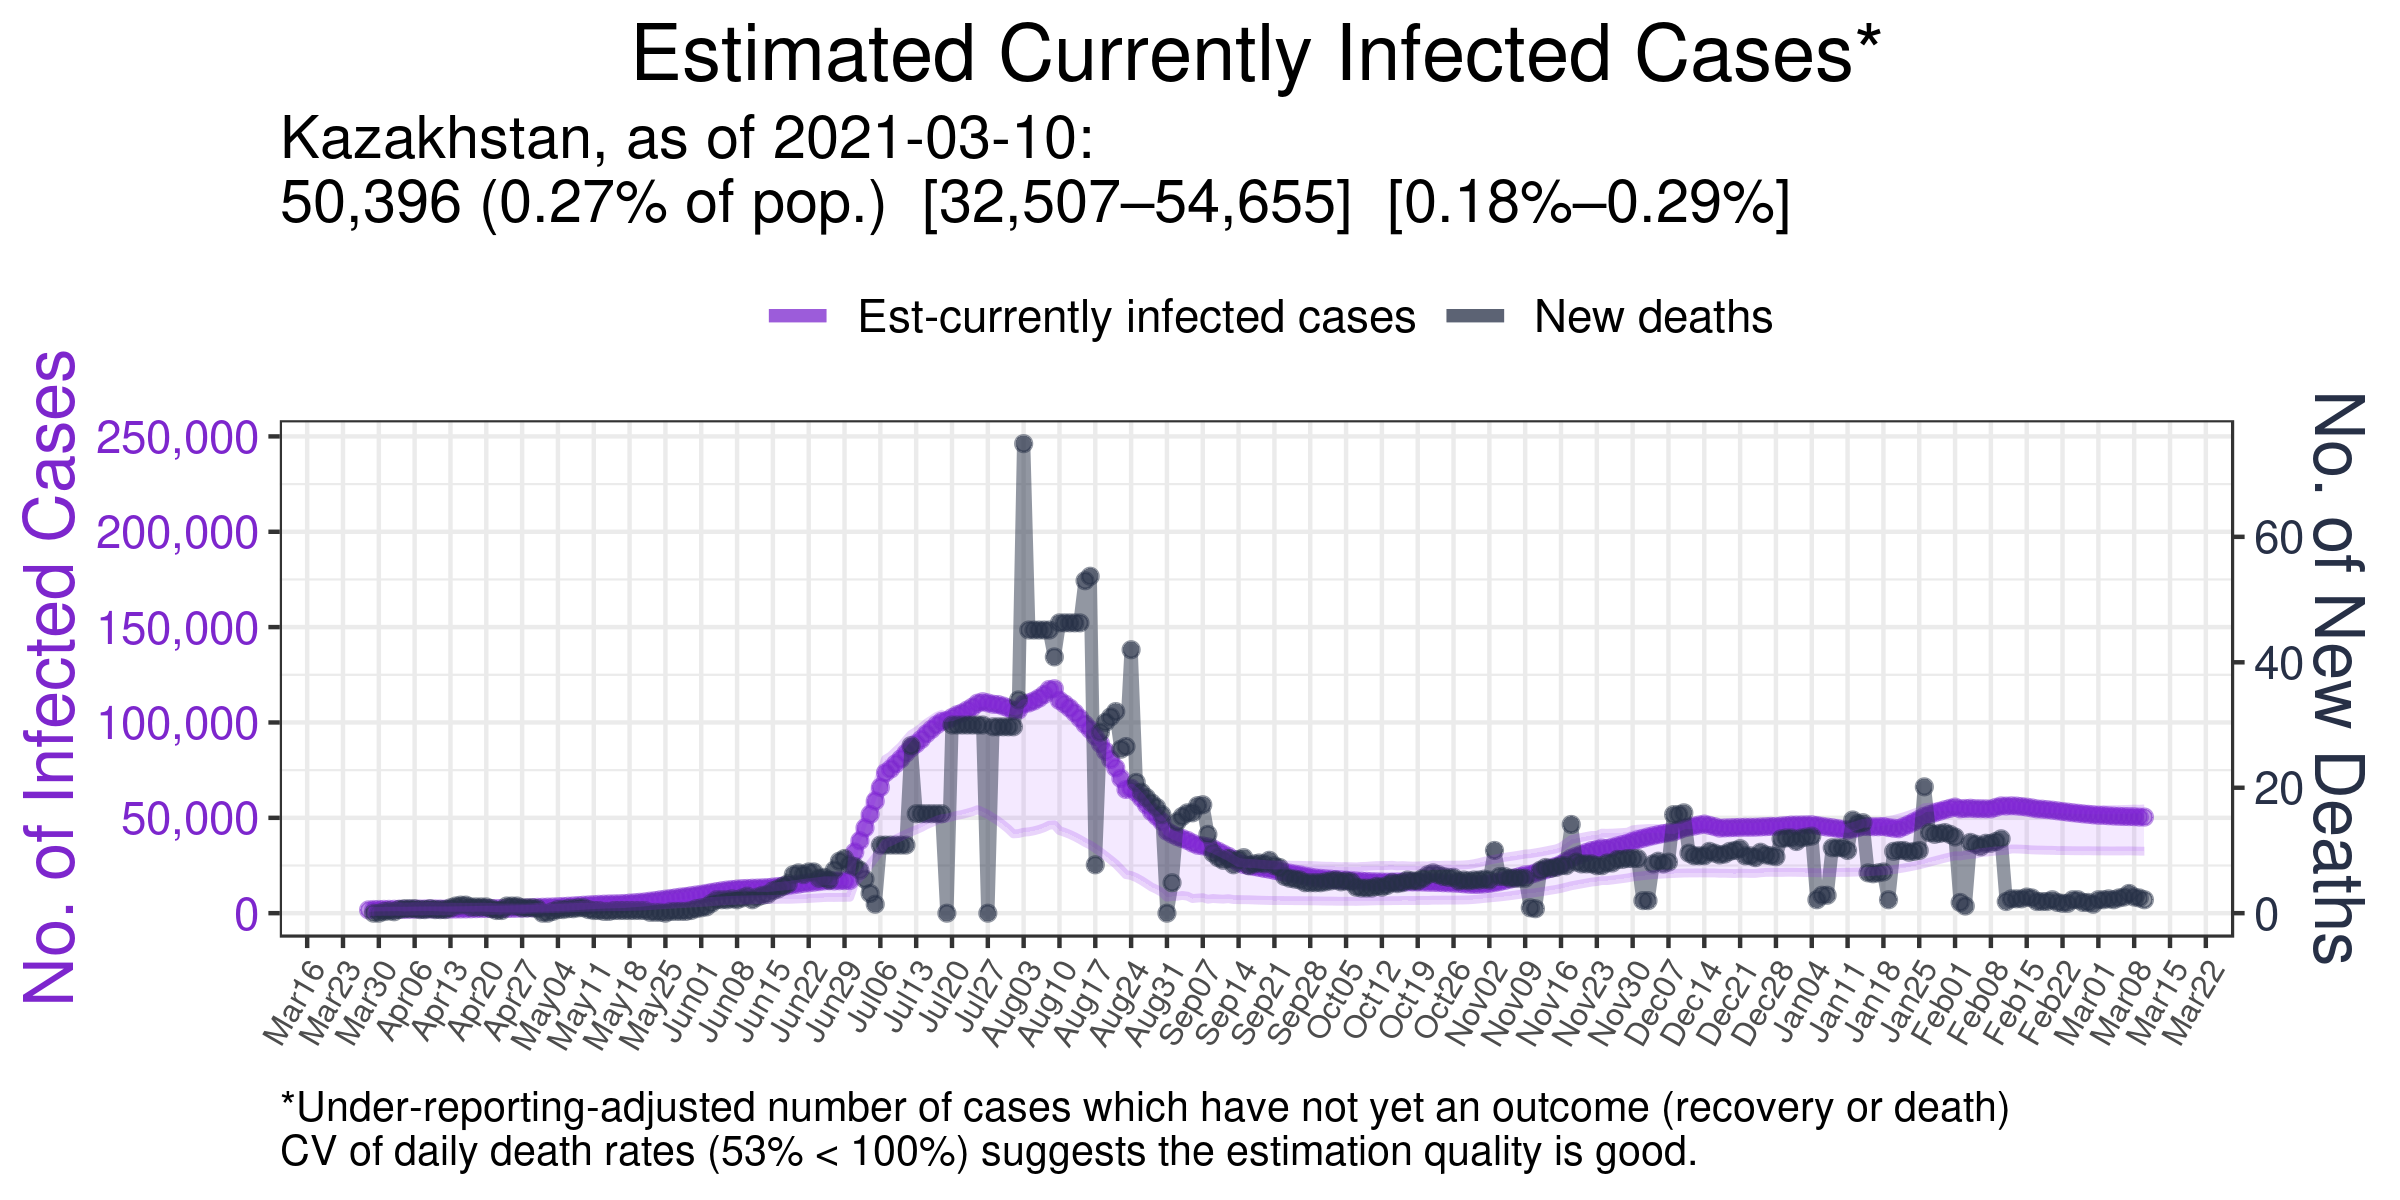 Estimated Currently Infected Cases*
Kazakhstan, as of 2021-03-10:
50,396 (0.27% of pop.)  [32,507–54,655]  [0.18%–0.29%]
Est-currently infected cases
New deaths
No. of Infected Cases
250,000
200,000
150,000
100,000
50,000
0
60
40
20
0
No. of New Deaths
Mar16
Mar23
Mar30
Apr06
Apr13
Apr20
Apr27
May04
May11
May18
May25
Jun01
Jun08
Jun15
Jun22
Jun29
Jul06
Jul13
Jul20
Jul27
Aug03
Aug10
Aug17
Aug24
Aug31
Sep07
Sep14
Sep21
Sep28
Oct05
Oct12
Oct19
Oct26
Nov02
Nov09
Nov16
Nov23
Nov30
Dec07
Dec14
Dec21
Dec28
Jan04
Jan11
Jan18
Jan25
Feb01
Feb08
Feb15
Feb22
Mar01
Mar08
Mar15
Mar22
*Under-reporting-adjusted number of cases which have not yet an outcome (recovery or death)
CV of daily death rates (53% < 100%) suggests the estimation quality is good.